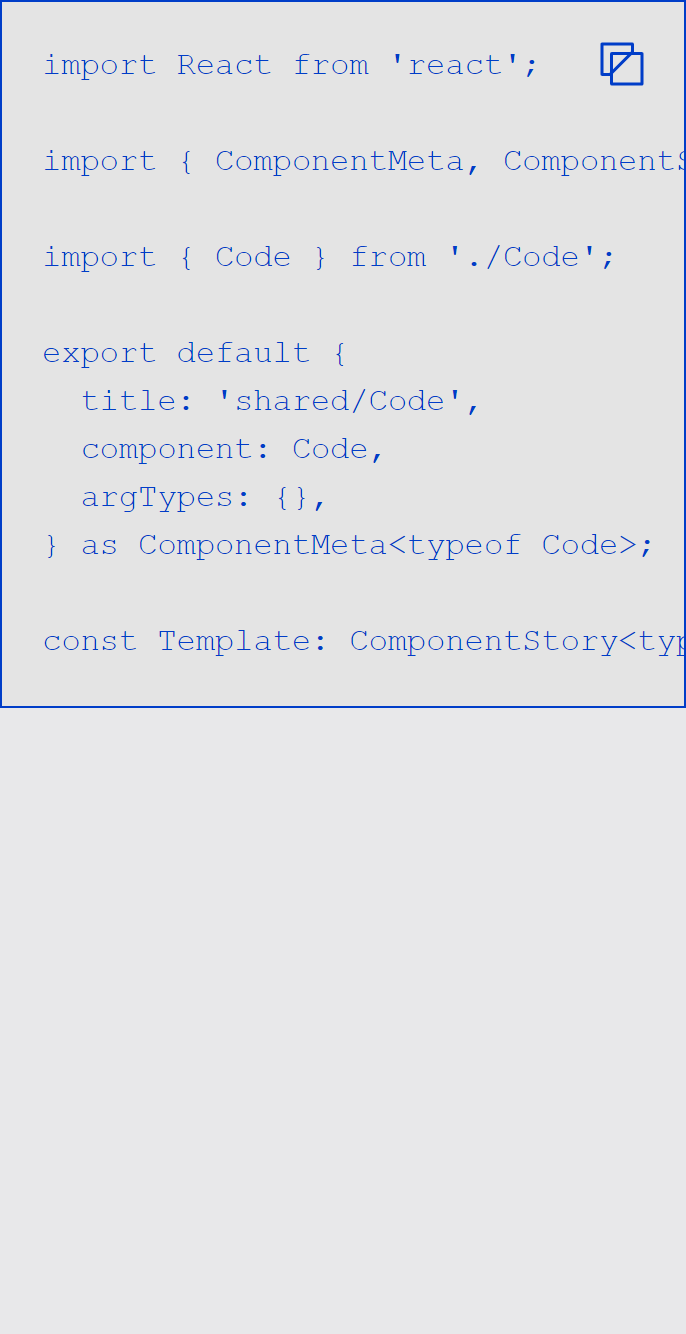 import React from 'react';
import { ComponentMeta, ComponentS
import { Code } from './Code';
export default {
  title: 'shared/Code',
  component: Code,
  argTypes: {},
} as ComponentMeta<typeof Code>;
const Template: ComponentStory<typ